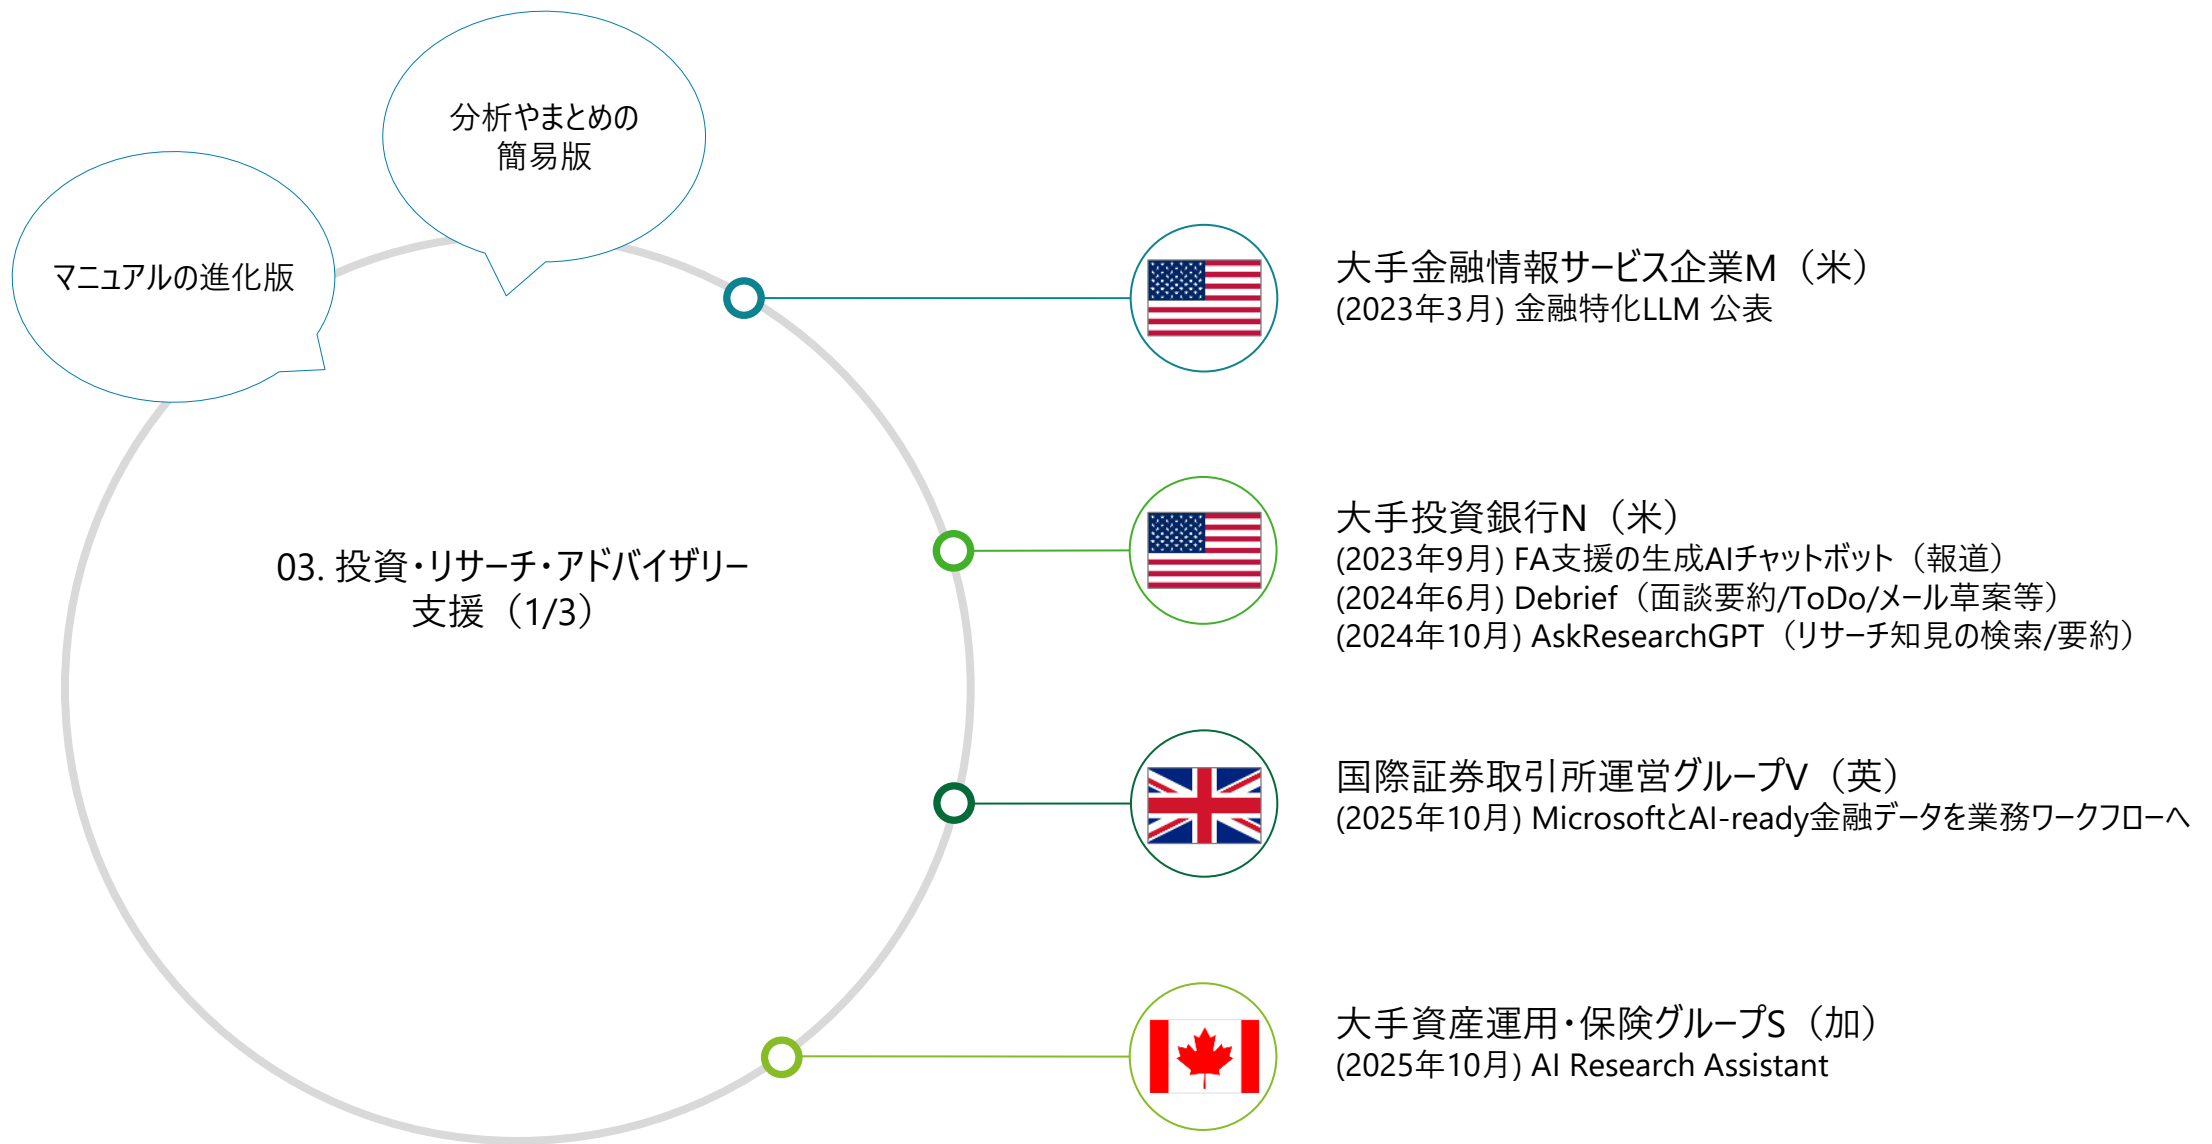 分析やまとめの
簡易版
マニュアルの進化版
03. 投資・リサーチ・アドバイザリー
支援（1/3）
大手金融情報サービス企業M（米）
(2023年3月) 金融特化LLM 公表
大手投資銀行N（米）
(2023年9月) FA支援の生成AIチャットボット（報道）
(2024年6月) Debrief（面談要約/ToDo/メール草案等）
(2024年10月) AskResearchGPT（リサーチ知見の検索/要約）
国際証券取引所運営グループV（英）
(2025年10月) MicrosoftとAI-ready金融データを業務ワークフローへ
大手資産運用・保険グループS（加）
(2025年10月) AI Research Assistant